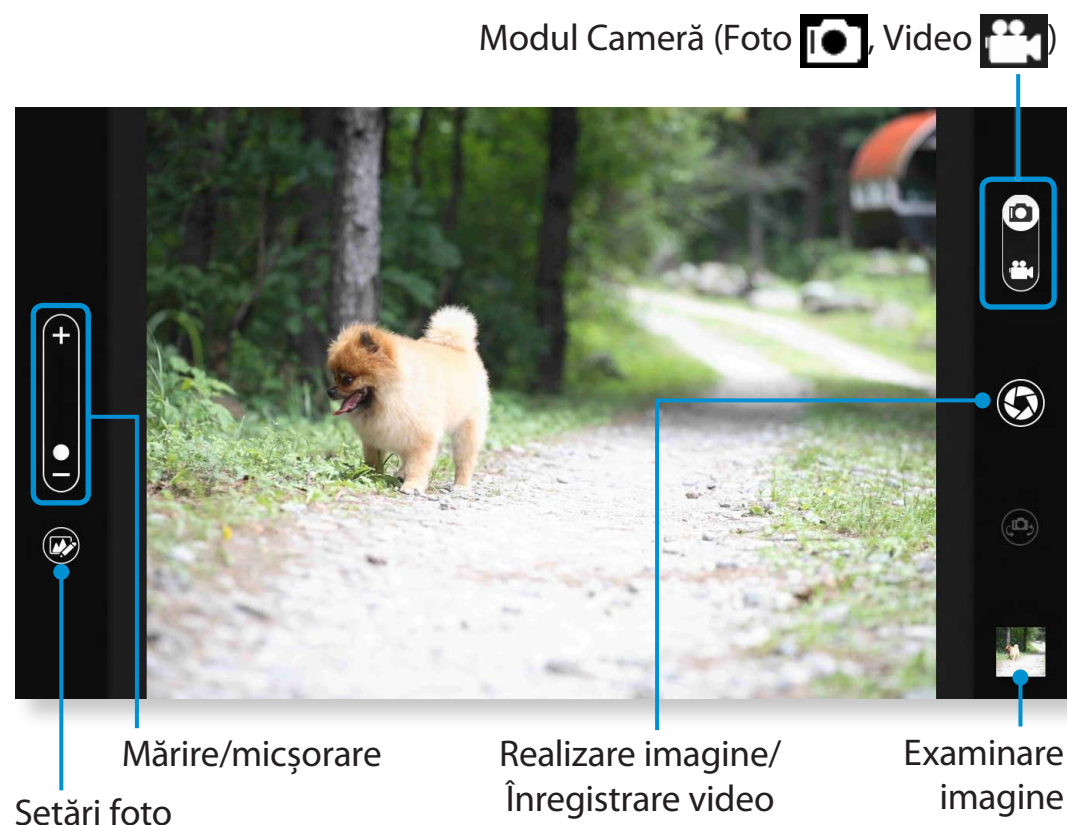 Modul Cameră (Foto , Video )
Mărire/micșorare
Setări foto
Realizare imagine/
Înregistrare video
Examinare
imagine